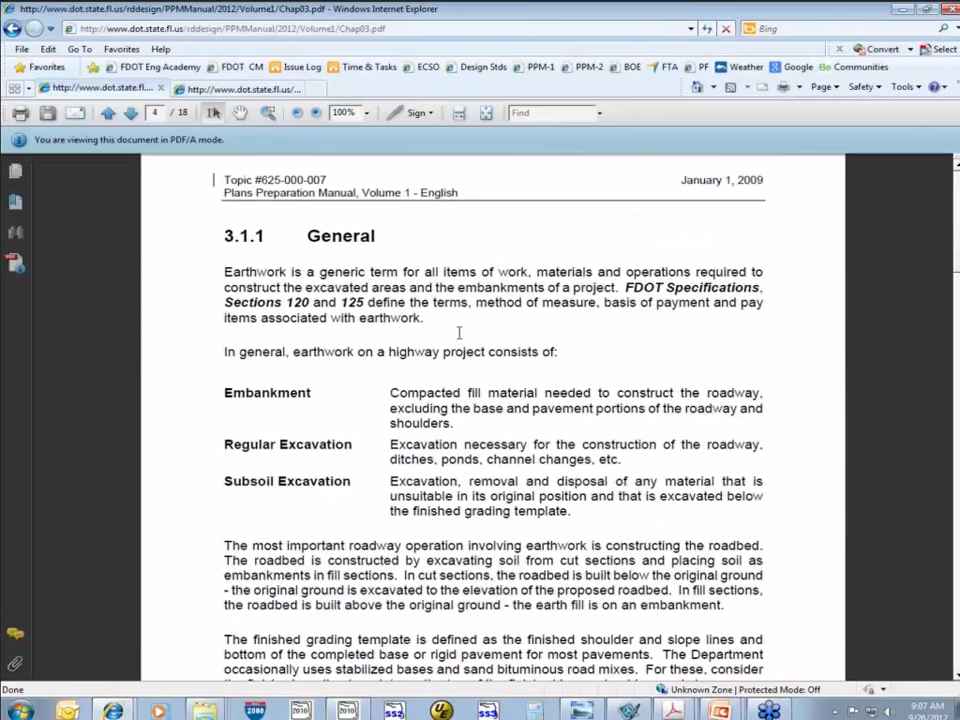 http://www.dot.state.fl.us/rddesign/PPMManual/2012/Volume1/Chap03.pdf - Windows Internet Explorer
http://www.dot.state.fl.us/rddesign/PPMManual/2012/Volume1/Chap03.pdf
Bing
File Edit Go To Favorites Help
Convert Select
Favorites FDOT Eng Academy FDOT CM Issue Log Time & Tasks ECSO Design Stds PPM-1 PPM-2 BOE FTA PF Weather Google Communities
http://www.dot.state.fl.... http://www.dot.state.fl.us/...
Page Safety Tools
4 / 18 100% Sign Find
You are viewing this document in PDF/A mode.
Topic #625-000-007 January 1, 2009
Plans Preparation Manual, Volume 1 - English
3.1.1 General
Earthwork is a generic term for all items of work, materials and operations required to
construct the excavated areas and the embankments of a project. FDOT Specifications,
Sections 120 and 125 define the terms, method of measure, basis of payment and pay
items associated with earthwork.
In general, earthwork on a highway project consists of:
Embankment Compacted fill material needed to construct the roadway,
excluding the base and pavement portions of the roadway and
shoulders.
Regular Excavation Excavation necessary for the construction of the roadway,
ditches, ponds, channel changes, etc.
Subsoil Excavation Excavation, removal and disposal of any material that is
unsuitable in its original position and that is excavated below
the finished grading template.
The most important roadway operation involving earthwork is constructing the roadbed.
The roadbed is constructed by excavating soil from cut sections and placing soil as
embankments in fill sections. In cut sections, the roadbed is built below the original ground
- the original ground is excavated to the elevation of the proposed roadbed. In fill sections,
the roadbed is built above the original ground - the earth fill is on an embankment.
The finished grading template is defined as the finished shoulder and slope lines and
bottom of the completed base or rigid pavement for most pavements. The Department
occasionally uses stabilized bases and sand bituminous road mixes. For these, consider
Done Unknown Zone | Protected Mode: Off
9:07 AM
9/26/2012